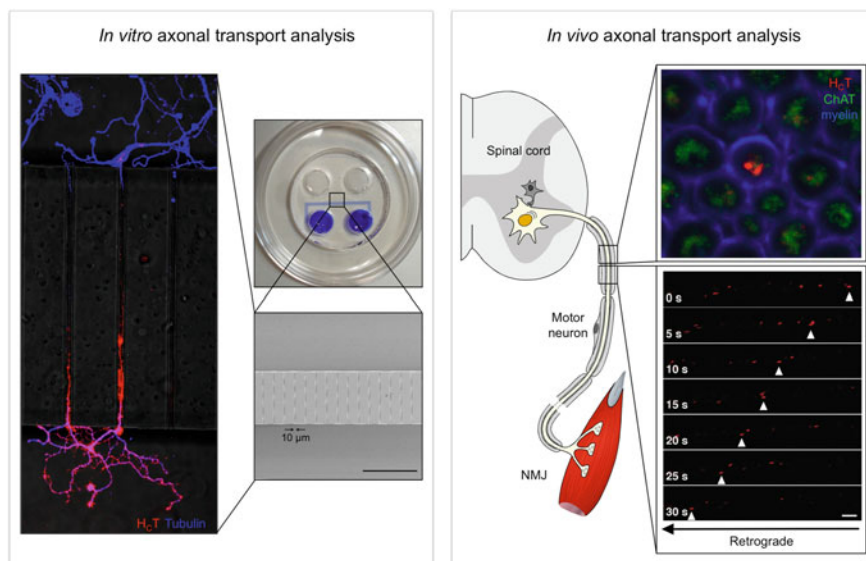 In vitro axonal transport analysis
HCT Tubulin
10 µm
In vivo axonal transport analysis
Spinal cord
Motor
neuron
NMJ
HCT
ChAT
myelin
0 s
5 s
10 s
15 s
20 s
25 s
30 s
Retrograde